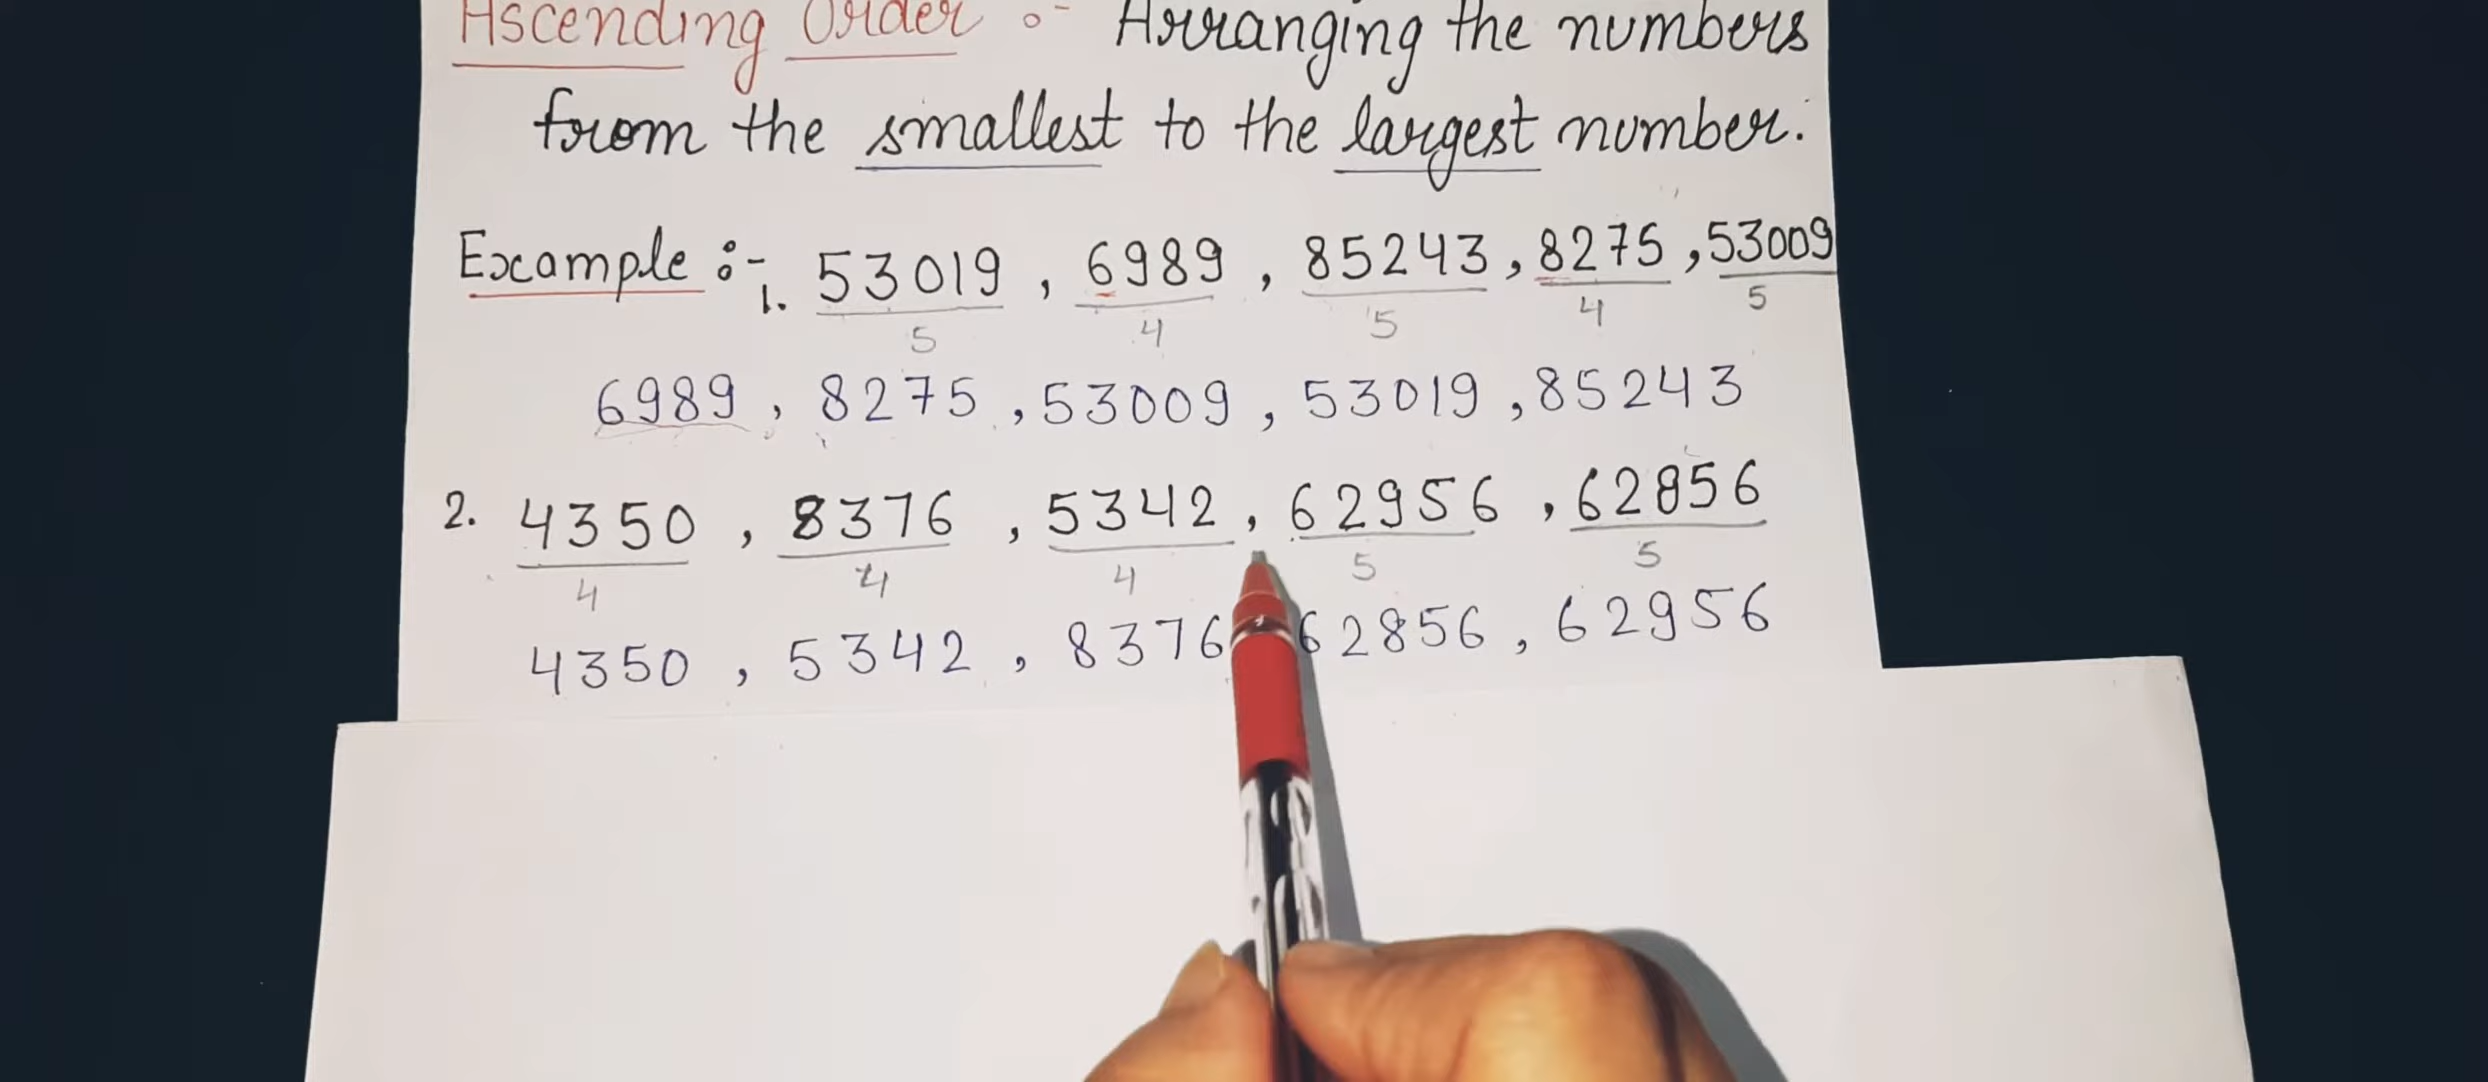 Ascending Order :- Arranging the numbers
from the smallest to the largest number.
Example :- 1. 53019, 6989, 85243, 8275, 53009
5 4 5 4 5
6989, 8275, 53009, 53019, 85243
2. 4350, 8376, 5342, 62956, 62856
4 4 4 5 5
4350, 5342, 8376 62856, 62956